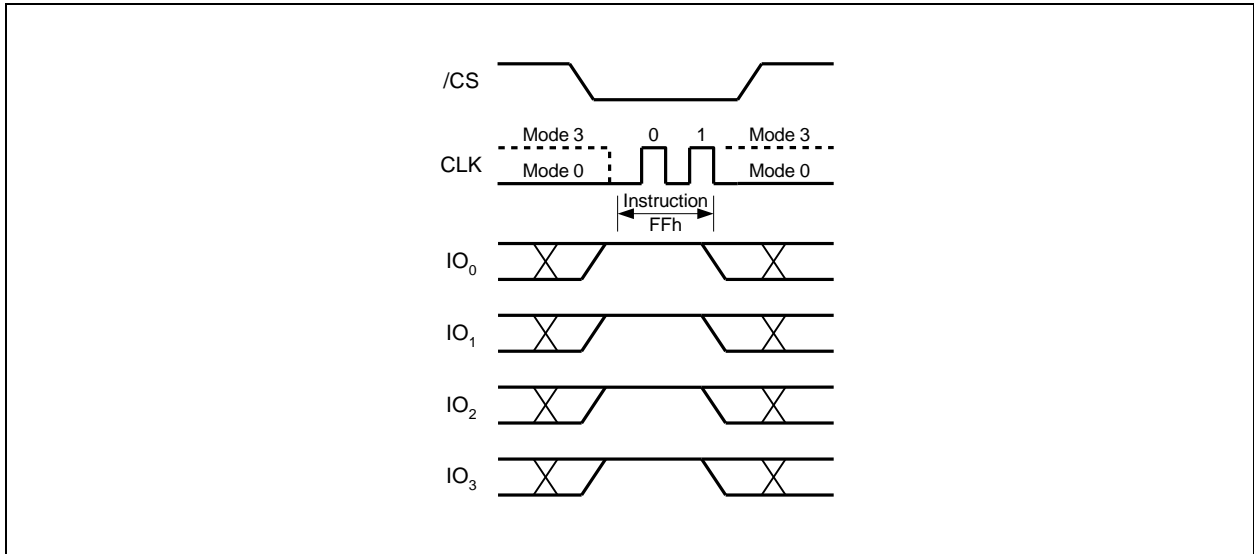 /CS
Mode 3 0 1 Mode 3
CLK
Mode 0 Mode 0
Instruction
FFh
IO₀
IO₁
IO₂
IO₃